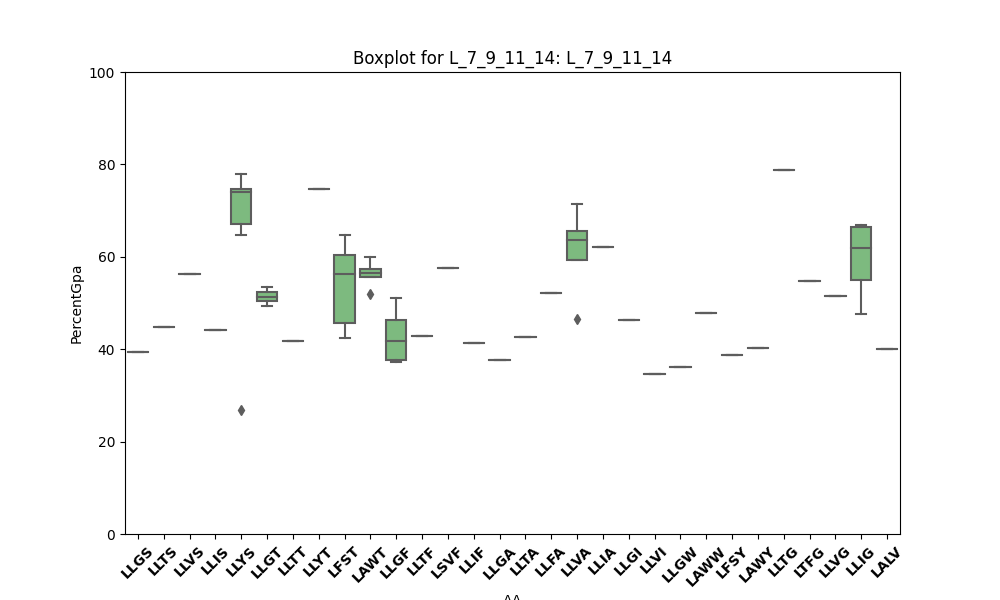 Boxplot for L_7_9_11_14: L_7_9_11_14
100
80
60
40
20
0
PercentGpa
LLGS LLTS LLVS LLIS LLYS LLGT LLTT LLYT LFST LAWT LLGF LLTF LSVF LLIF LLGA LLTA LLFA LLVA LLIA LLGI LLVI LLGW LAWW LFSY LAWY LLTG LTFG LLVG LLIG LALV
AA